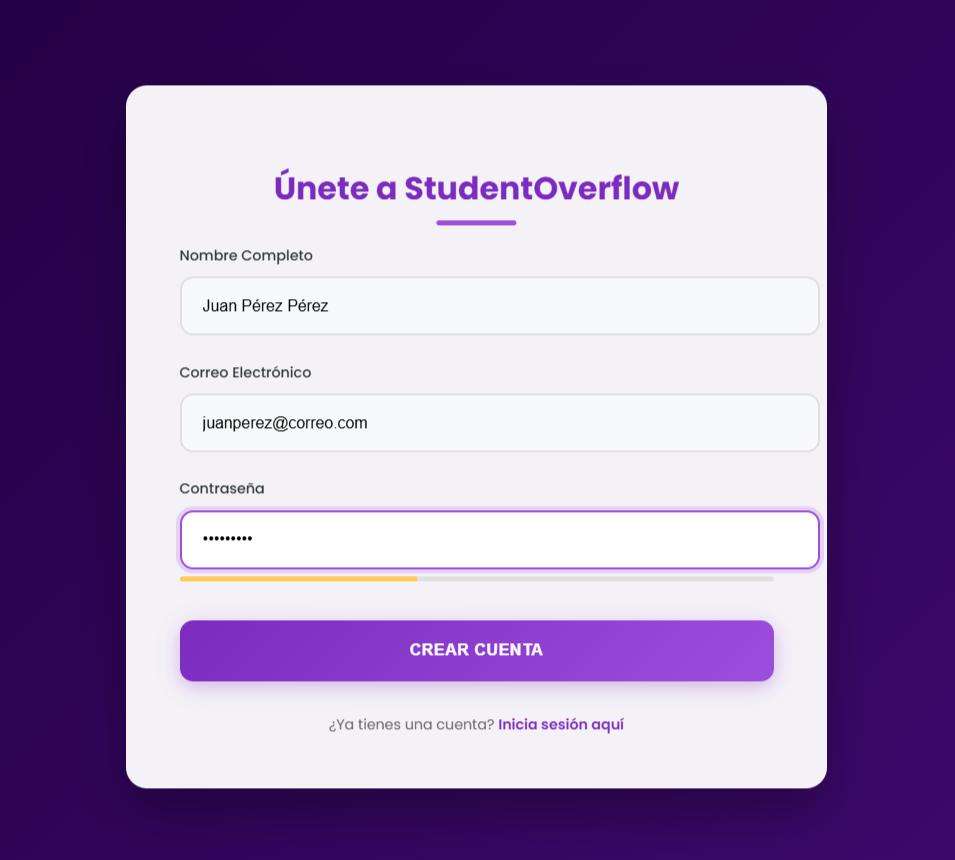 Únete a StudentOverflow
Nombre Completo
Juan Pérez Pérez
Correo Electrónico
juanperez@correo.com
Contraseña
•••••••••
CREAR CUENTA
¿Ya tienes una cuenta? Inicia sesión aquí